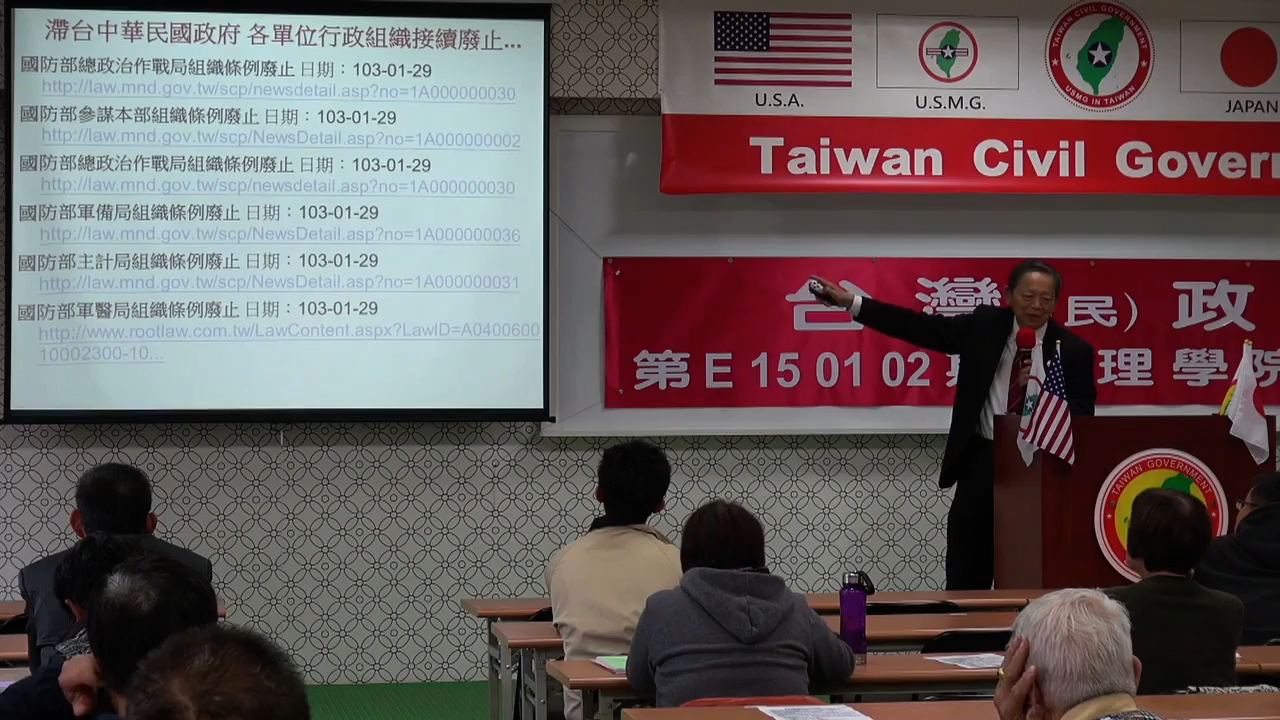 滯台中華民國政府 各單位行政組織接續廢止...
國防部總政治作戰局組織條例廢止 日期：103-01-29
http://law.mnd.gov.tw/scp/newsdetail.asp?no=1A000000030
國防部參謀本部組織條例廢止 日期：103-01-29
http://law.mnd.gov.tw/scp/NewsDetail.asp?no=1A000000002
國防部總政治作戰局組織條例廢止 日期：103-01-29
http://law.mnd.gov.tw/scp/newsdetail.asp?no=1A000000030
國防部軍備局組織條例廢止 日期：103-01-29
http://law.mnd.gov.tw/scp/NewsDetail.asp?no=1A000000036
國防部主計局組織條例廢止 日期：103-01-29
http://law.mnd.gov.tw/scp/NewsDetail.asp?no=1A000000031
國防部軍醫局組織條例廢止 日期：103-01-29
http://www.rootlaw.com.tw/LawContent.aspx?LawID=A0400600
10002300-10...
U.S.A.
U.S.M.G.
TAIWAN CIVIL GOVERNMENT
USMG IN TAIWAN
JAPAN
Taiwan Civil Govern
台灣 民）政
第E 15 01 02 理學院
TAIWAN GOVERNMENT